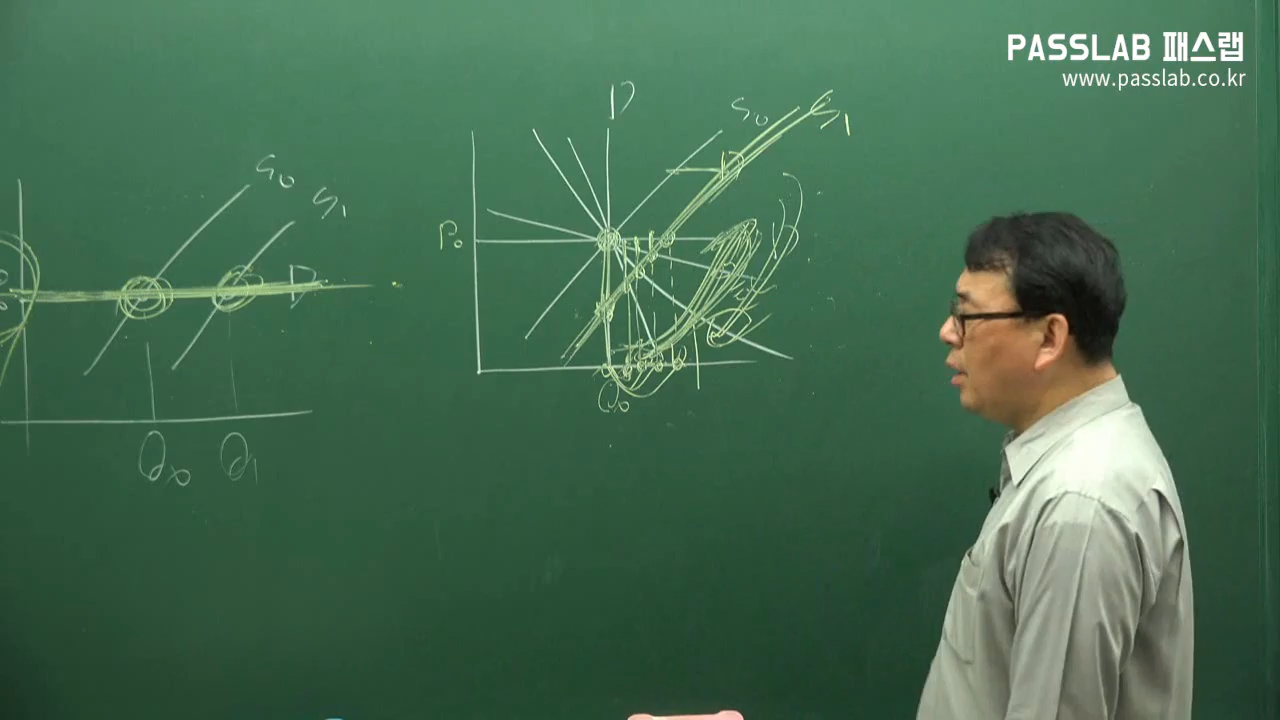 PASSLAB 패스랩
www.passlab.co.kr
S₀
S₁
D
Q₀
Q₁
D
S₀
S₁
P₀
Q₀